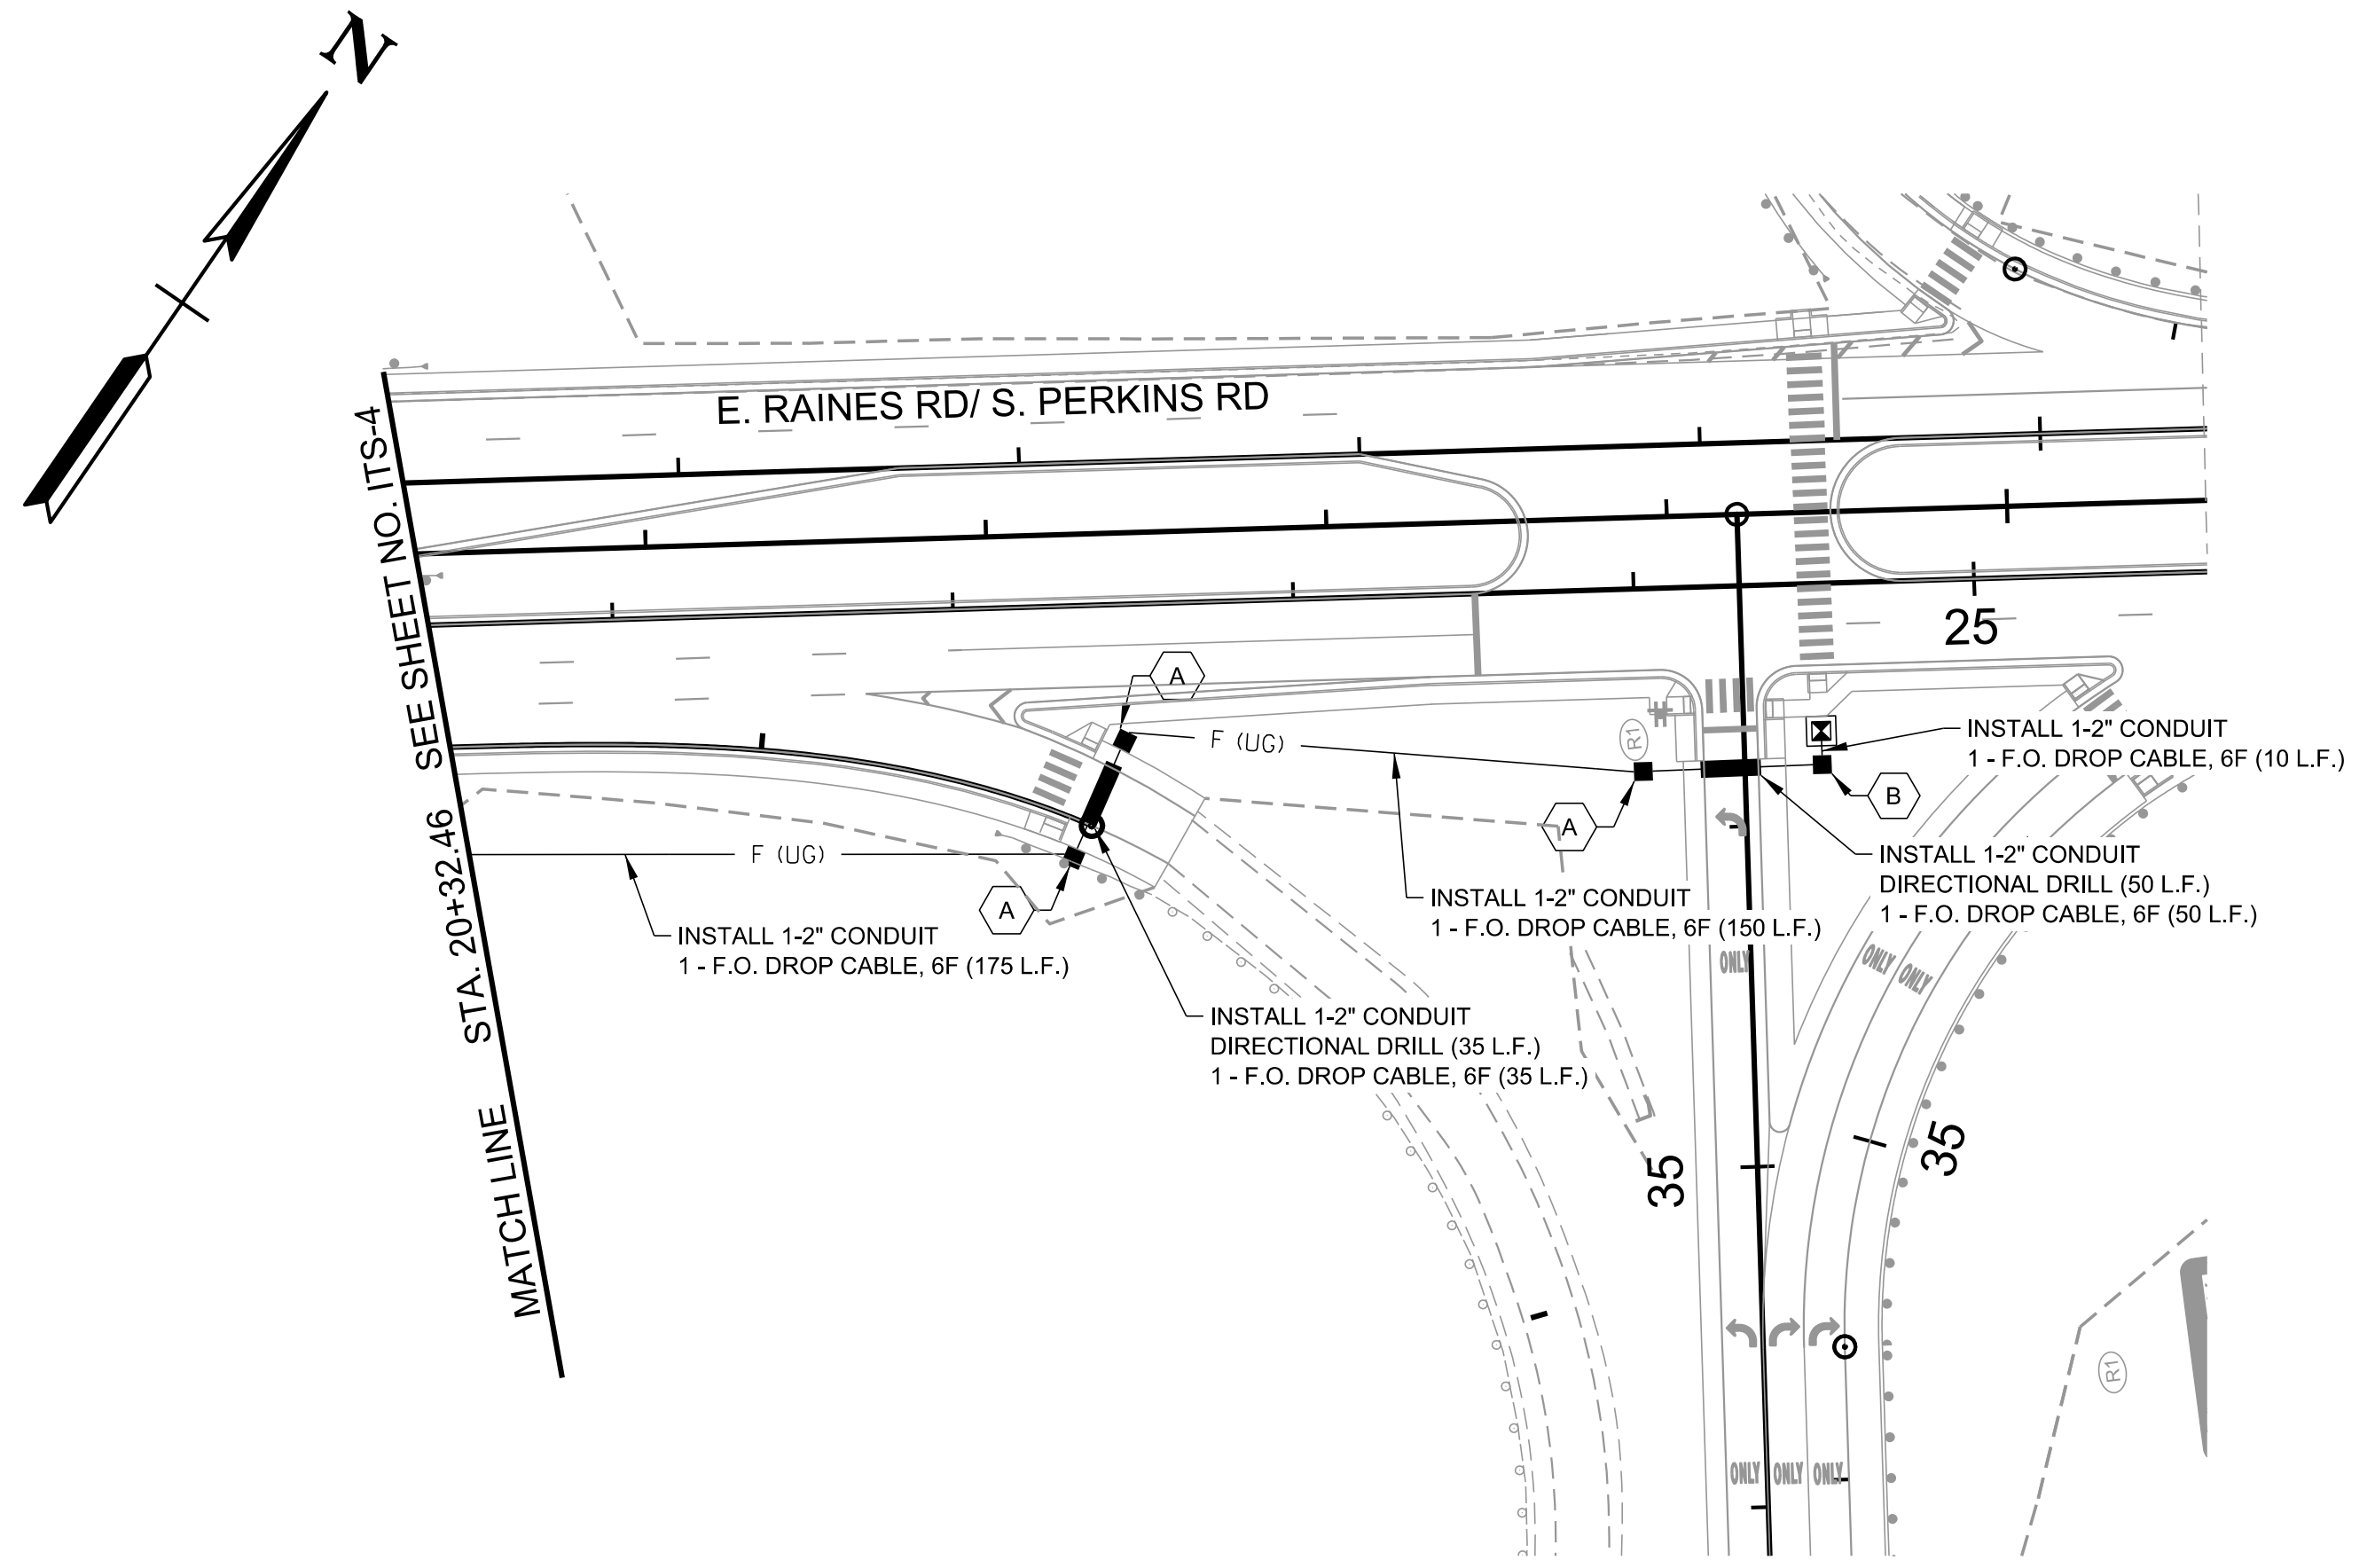 N
E. RAINES RD/ S. PERKINS RD
MATCH LINE STA. 20+32.46 SEE SHEET NO. ITS-4
25
A
F (UG)
R1
INSTALL 1-2" CONDUIT
1 - F.O. DROP CABLE, 6F (10 L.F.)
B
A
F (UG)
A
INSTALL 1-2" CONDUIT
DIRECTIONAL DRILL (50 L.F.)
1 - F.O. DROP CABLE, 6F (50 L.F.)
INSTALL 1-2" CONDUIT
1 - F.O. DROP CABLE, 6F (150 L.F.)
INSTALL 1-2" CONDUIT
1 - F.O. DROP CABLE, 6F (175 L.F.)
ONLY
ONLY
ONLY
INSTALL 1-2" CONDUIT
DIRECTIONAL DRILL (35 L.F.)
1 - F.O. DROP CABLE, 6F (35 L.F.)
35
35
R1
ONLY ONLY ONLY